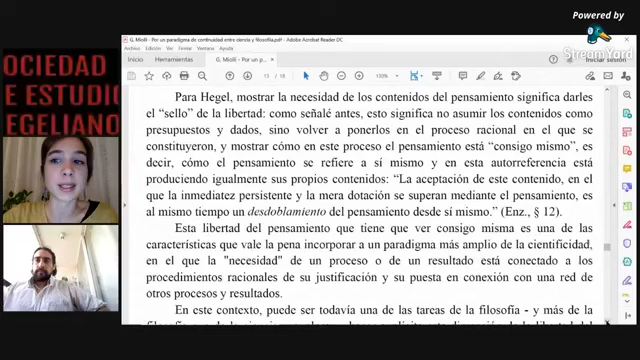 G. Miolli - Por un paradigma de continuidad entre ciencia y filosofía.pdf - Adobe Acrobat Reader DC
Archivo Edición Ver Firmar Ventana Ayuda
Inicio Herramientas G. Miolli - Por un pa... Iniciar sesión
130%
Powered by
StreamYard
OCIEDAD
E ESTUDIO
EGELIANO
Para Hegel, mostrar la necesidad de los contenidos del pensamiento significa darles
el “sello” de la libertad: como señalé antes, esto significa no asumir los contenidos como
presupuestos y dados, sino volver a ponerlos en el proceso racional en el que se
constituyeron, y mostrar cómo en este proceso el pensamiento está “consigo mismo”, es
decir, cómo el pensamiento se refiere a sí mismo y en esta autorreferencia está
produciendo igualmente sus propios contenidos: “La aceptación de este contenido, en el
que la inmediatez persistente y la mera dotación se superan mediante el pensamiento,
es al mismo tiempo un desdoblamiento del pensamiento desde sí mismo.” (Enz., § 12).
Esta libertad del pensamiento que tiene que ver consigo misma es una de las
características que vale la pena incorporar a un paradigma más amplio de la cientificidad,
en el que la "necesidad" de un proceso o de un resultado está conectado a los
procedimientos racionales de su justificación y su puesta en conexión con una red de
otros procesos y resultados.
En este contexto, puede ser todavía una de las tareas de la filosofía - y más de la